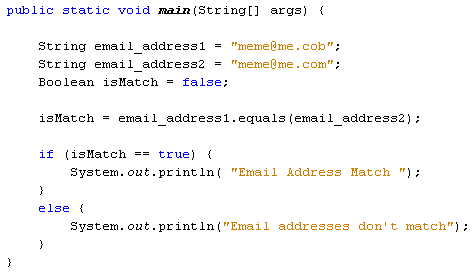 public static void main(String[] args) {
String email_address1 = "meme@me.cob";
String email_address2 = "meme@me.com";
Boolean isMatch = false;
isMatch = email_address1.equals(email_address2);
if (isMatch == true) {
System.out.println( "Email Address Match ");
}
else {
System.out.println("Email addresses don't match");
}
}